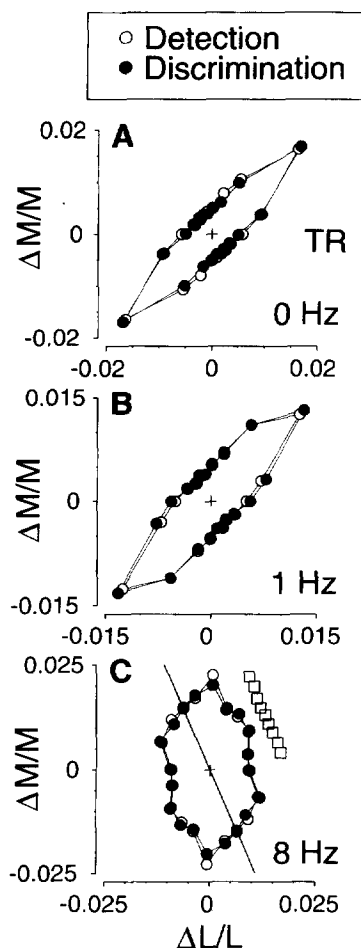 ○ Detection
● Discrimination
A
0.02
0
-0.02
ΔM/M
TR
0 Hz
-0.02 0 0.02
B
0.015
0
-0.015
ΔM/M
1 Hz
-0.015 0 0.015
C
0.025
0
-0.025
ΔM/M
8 Hz
-0.025 0 0.025
ΔL/L